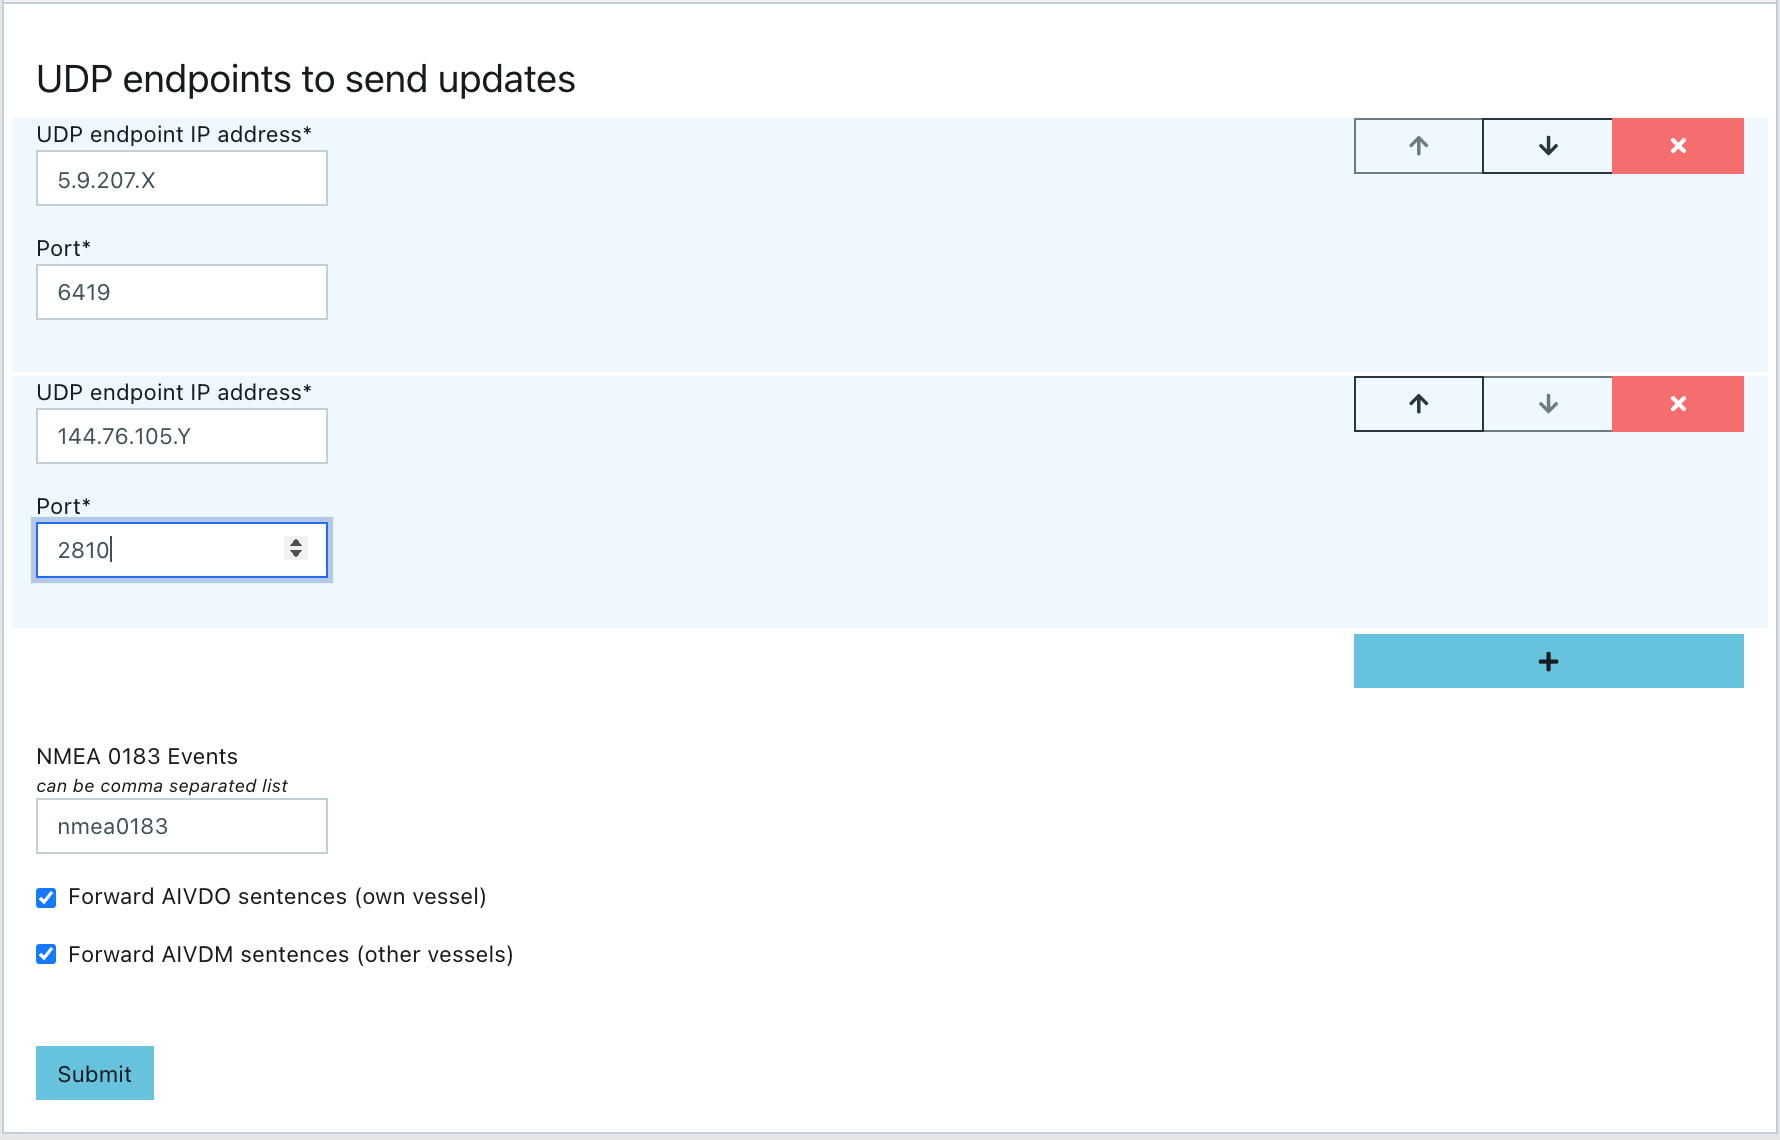 UDP endpoints to send updates
UDP endpoint IP address*
5.9.207.X
Port*
6419
UDP endpoint IP address*
144.76.105.Y
Port*
2810
NMEA 0183 Events
can be comma separated list
nmea0183
Forward AIVDO sentences (own vessel)
Forward AIVDM sentences (other vessels)
Submit